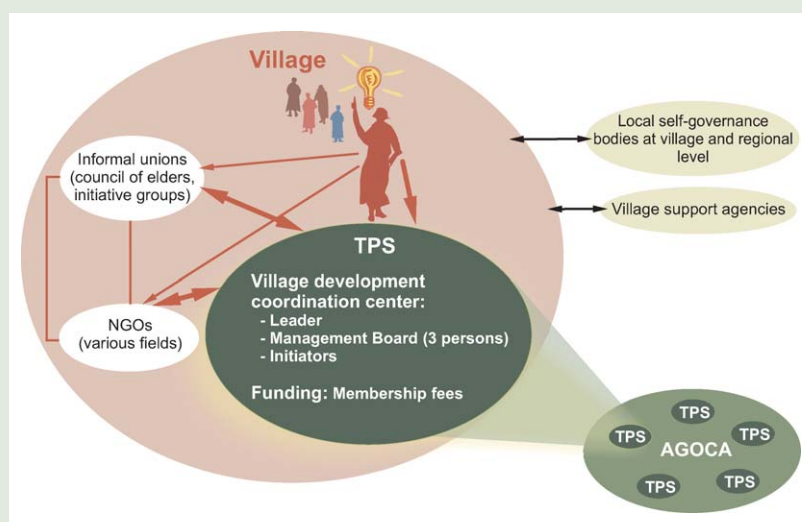 Village
Local self-governance
bodies at village and regional
level
Informal unions
(council of elders,
initiative groups)
Village support agencies
TPS
Village development
coordination center:
- Leader
- Management Board (3 persons)
- Initiators
NGOs
(various fields)
Funding: Membership fees
TPS
TPS
TPS
AGOCA
TPS
TPS